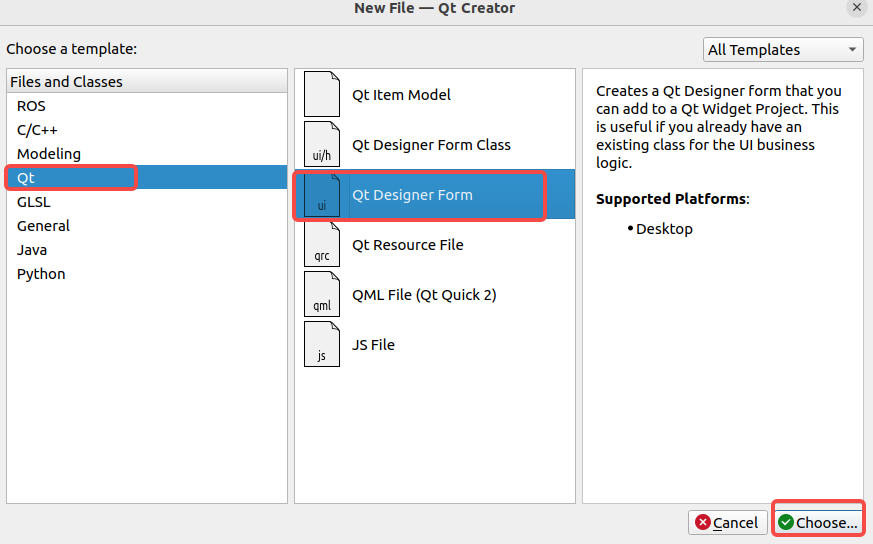 New File — Qt Creator
Choose a template:
All Templates
Files and Classes
ROS
C/C++
Modeling
Qt
GLSL
General
Java
Python
Qt Item Model
ui/h
Qt Designer Form Class
ui
Qt Designer Form
qrc
Qt Resource File
qml
QML File (Qt Quick 2)
js
JS File
Creates a Qt Designer form that you
can add to a Qt Widget Project. This
is useful if you already have an
existing class for the UI business
logic.
Supported Platforms:
• Desktop
Cancel
Choose...